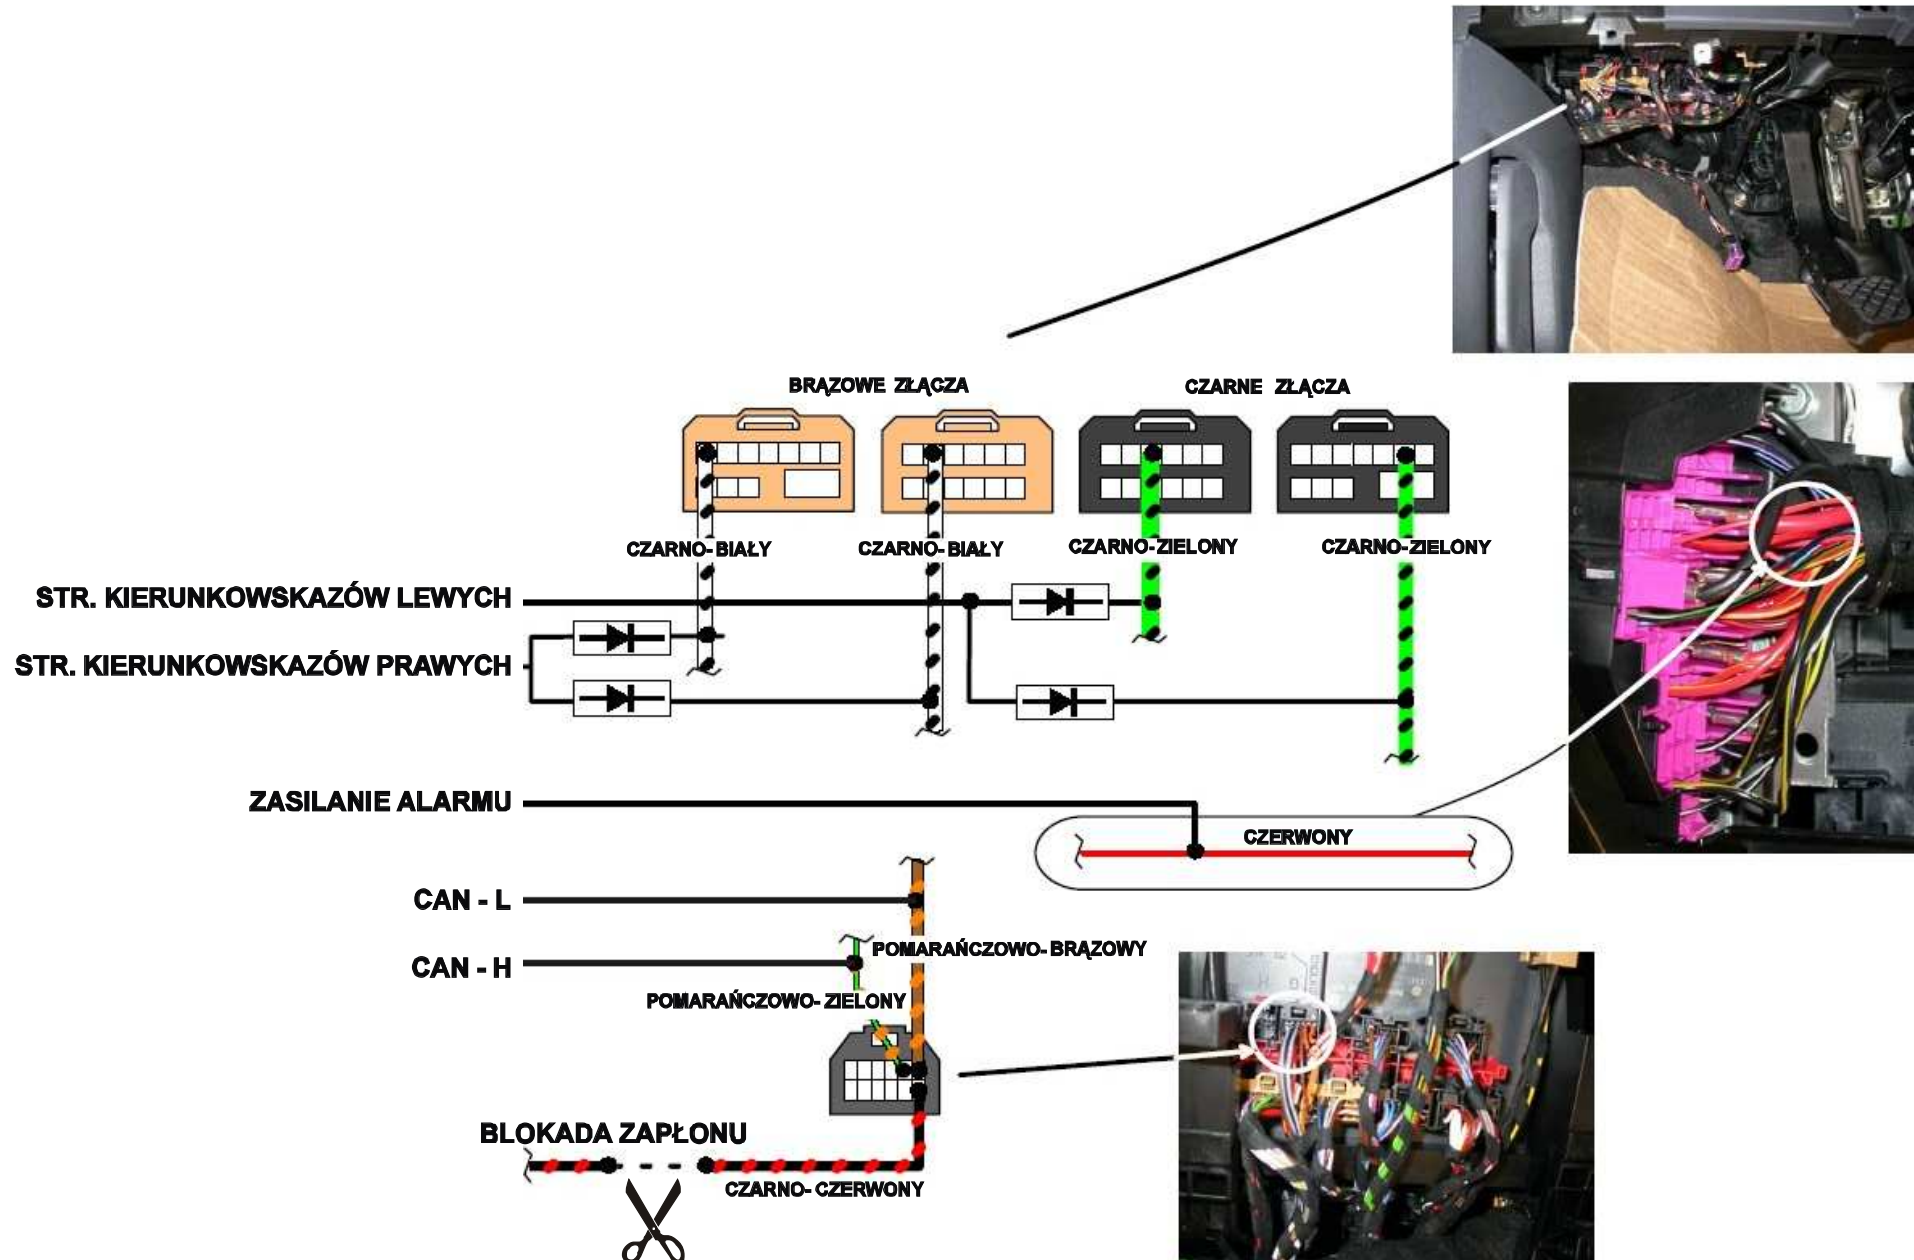 BRĄZOWE ZŁĄCZA
CZARNE ZŁĄCZA
CZARNO-BIAŁY
CZARNO-BIAŁY
CZARNO-ZIELONY
CZARNO-ZIELONY
STR. KIERUNKOWSKAZÓW LEWYCH
STR. KIERUNKOWSKAZÓW PRAWYCH
ZASILANIE ALARMU
CZERWONY
CAN - L
POMARAŃCZOWO-BRĄZOWY
CAN - H
POMARAŃCZOWO-ZIELONY
BLOKADA ZAPŁONU
CZARNO-CZERWONY